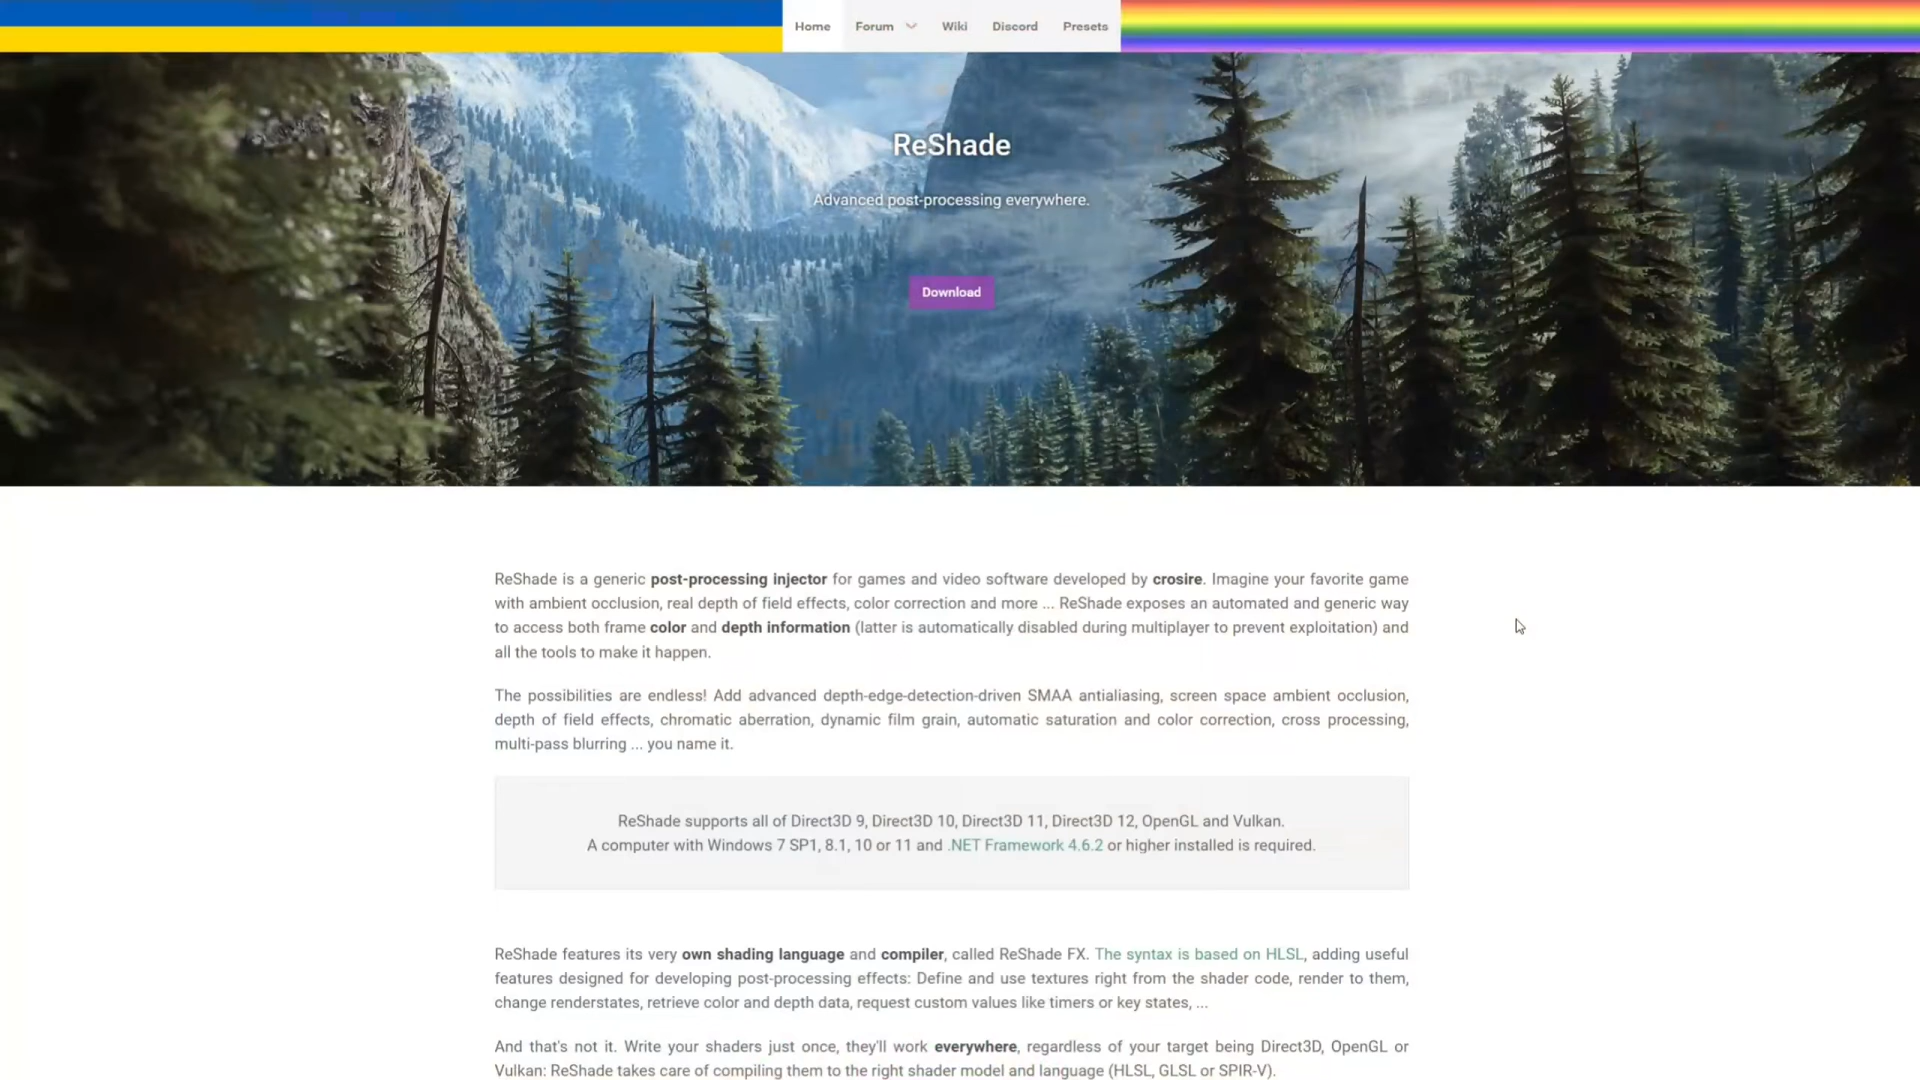 Home Forum Wiki Discord Presets
ReShade
Advanced post-processing everywhere.
Download
ReShade is a generic post-processing injector for games and video software developed by crosire. Imagine your favorite game
with ambient occlusion, real depth of field effects, color correction and more ... ReShade exposes an automated and generic way
to access both frame color and depth information (latter is automatically disabled during multiplayer to prevent exploitation) and
all the tools to make it happen.
The possibilities are endless! Add advanced depth-edge-detection-driven SMAA antialiasing, screen space ambient occlusion,
depth of field effects, chromatic aberration, dynamic film grain, automatic saturation and color correction, cross processing,
multi-pass blurring ... you name it.
ReShade supports all of Direct3D 9, Direct3D 10, Direct3D 11, Direct3D 12, OpenGL and Vulkan.
A computer with Windows 7 SP1, 8.1, 10 or 11 and .NET Framework 4.6.2 or higher installed is required.
ReShade features its very own shading language and compiler, called ReShade FX. The syntax is based on HLSL, adding useful
features designed for developing post-processing effects: Define and use textures right from the shader code, render to them,
change renderstates, retrieve color and depth data, request custom values like timers or key states, ...
And that's not it. Write your shaders just once, they'll work everywhere, regardless of your target being Direct3D, OpenGL or
Vulkan: ReShade takes care of compiling them to the right shader model and language (HLSL, GLSL or SPIR-V).